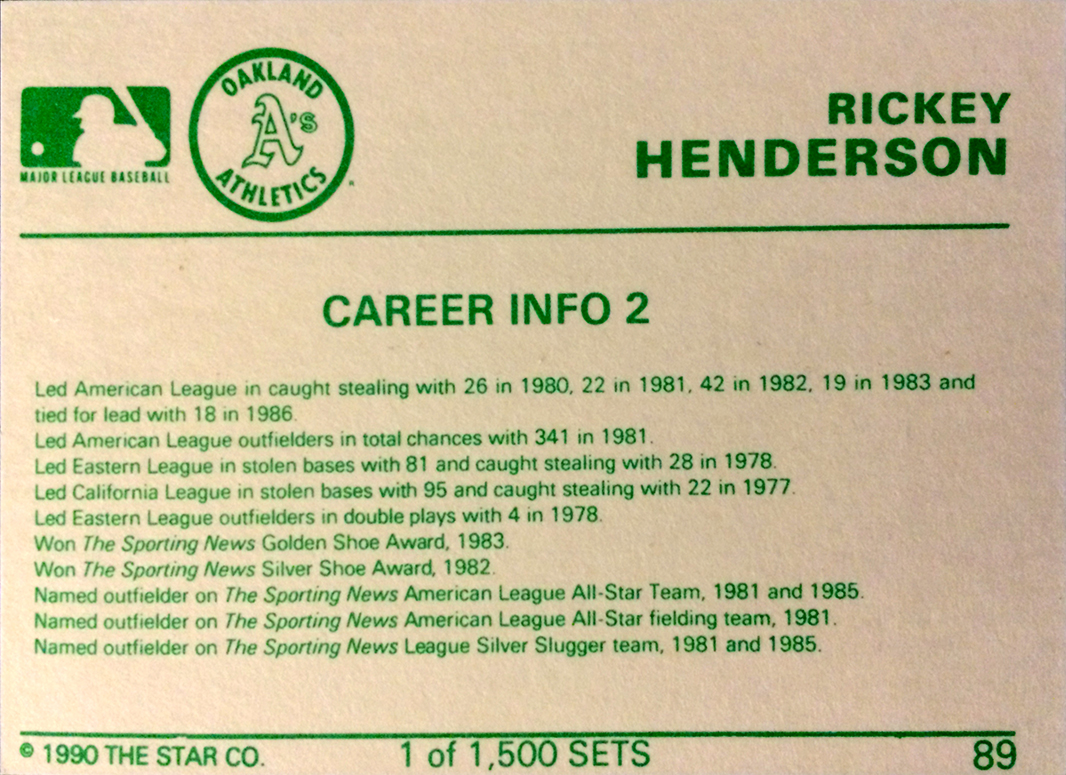 MAJOR LEAGUE BASEBALL
OAKLAND
A's
ATHLETICS
RICKEY
HENDERSON
CAREER INFO 2
Led American League in caught stealing with 26 in 1980, 22 in 1981, 42 in 1982, 19 in 1983 and
tied for lead with 18 in 1986.
Led American League outfielders in total chances with 341 in 1981.
Led Eastern League in stolen bases with 81 and caught stealing with 28 in 1978.
Led California League in stolen bases with 95 and caught stealing with 22 in 1977.
Led Eastern League outfielders in double plays with 4 in 1978.
Won The Sporting News Golden Shoe Award, 1983.
Won The Sporting News Silver Shoe Award, 1982.
Named outfielder on The Sporting News American League All-Star Team, 1981 and 1985.
Named outfielder on The Sporting News American League All-Star fielding team, 1981.
Named outfielder on The Sporting News League Silver Slugger team, 1981 and 1985.
© 1990 THE STAR CO. 1 of 1,500 SETS 89